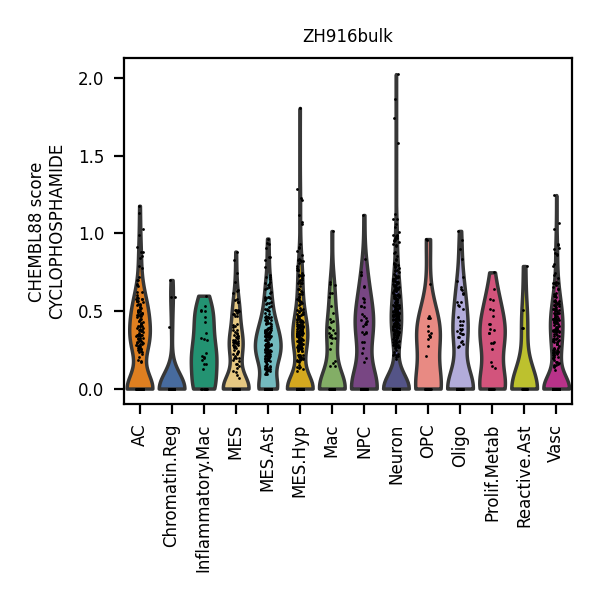 ZH916bulk
CHEMBL88 score
CYCLOPHOSPHAMIDE
2.0
1.5
1.0
0.5
0.0
AC
Chromatin.Reg
Inflammatory.Mac
MES
MES.Ast
MES.Hyp
Mac
NPC
Neuron
OPC
Oligo
Prolif.Metab
Reactive.Ast
Vasc